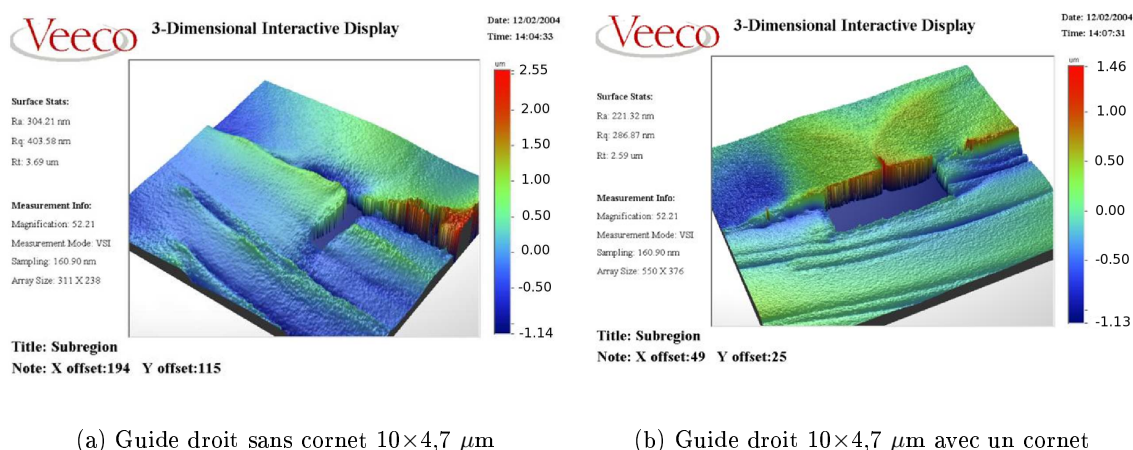 Veeco
3-Dimensional Interactive Display
Date: 12/02/2004
Time: 14:04:33
um
2.55
2.00
1.50
1.00
0.50
0.00
-0.50
-1.14
Surface Stats:
Ra: 304.21 nm
Rq: 403.58 nm
Rt: 3.69 um
Measurement Info:
Magnification: 52.21
Measurement Mode: VSI
Sampling: 160.90 nm
Array Size: 311 X 238
Title: Subregion
Note: X offset:194 Y offset:115
(a) Guide droit sans cornet 10×4,7 μm
Veeco
3-Dimensional Interactive Display
Date: 12/02/2004
Time: 14:07:31
um
1.46
1.00
0.50
0.00
-0.50
-1.13
Surface Stats:
Ra: 221.32 nm
Rq: 286.87 nm
Rt: 2.59 um
Measurement Info:
Magnification: 52.21
Measurement Mode: VSI
Sampling: 160.90 nm
Array Size: 550 X 376
Title: Subregion
Note: X offset:49 Y offset:25
(b) Guide droit 10×4,7 μm avec un cornet